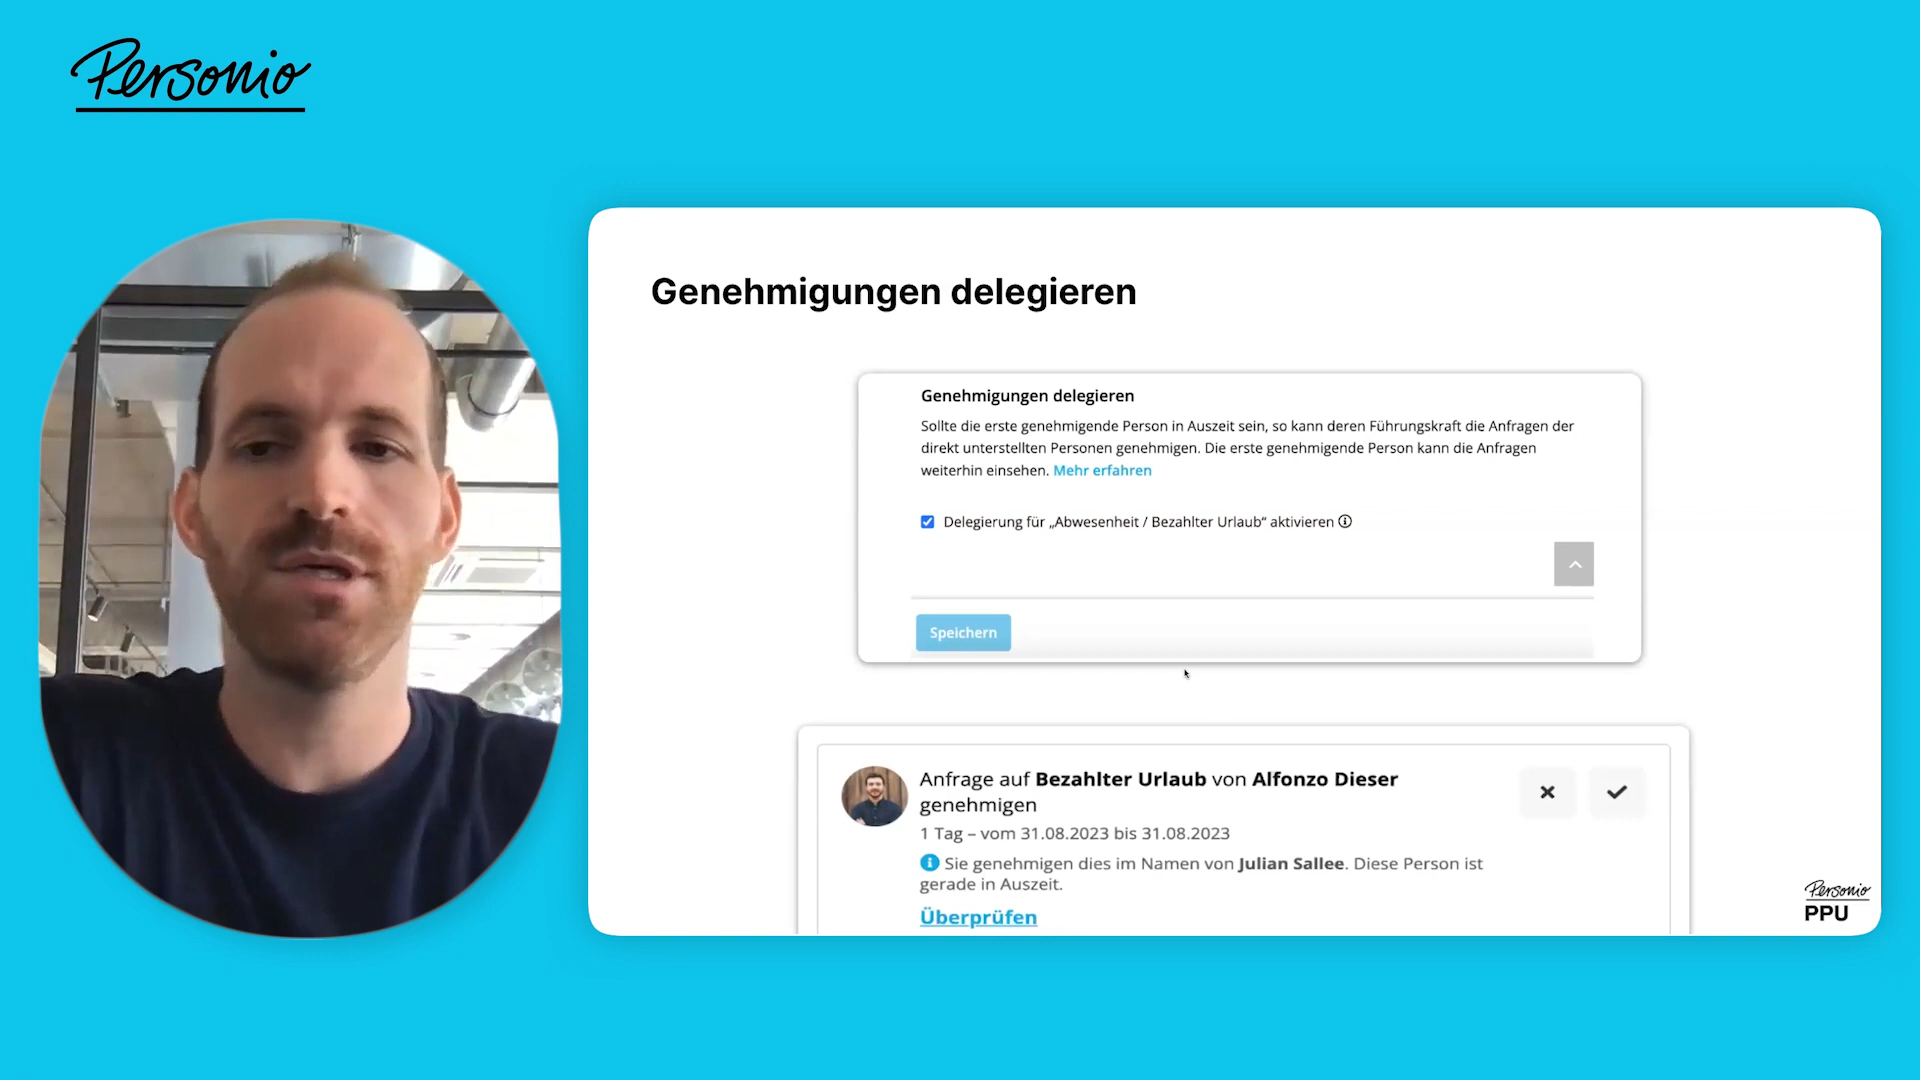 Personio
Genehmigungen delegieren
Genehmigungen delegieren
Sollte die erste genehmigende Person in Auszeit sein, so kann deren Führungskraft die Anfragen der
direkt unterstellten Personen genehmigen. Die erste genehmigende Person kann die Anfragen
weiterhin einsehen. Mehr erfahren
Delegierung für „Abwesenheit / Bezahlter Urlaub“ aktivieren
Speichern
Anfrage auf Bezahlter Urlaub von Alfonzo Dieser
genehmigen
1 Tag – vom 31.08.2023 bis 31.08.2023
Sie genehmigen dies im Namen von Julian Sallee. Diese Person ist
gerade in Auszeit.
Überprüfen
Personio
PPU